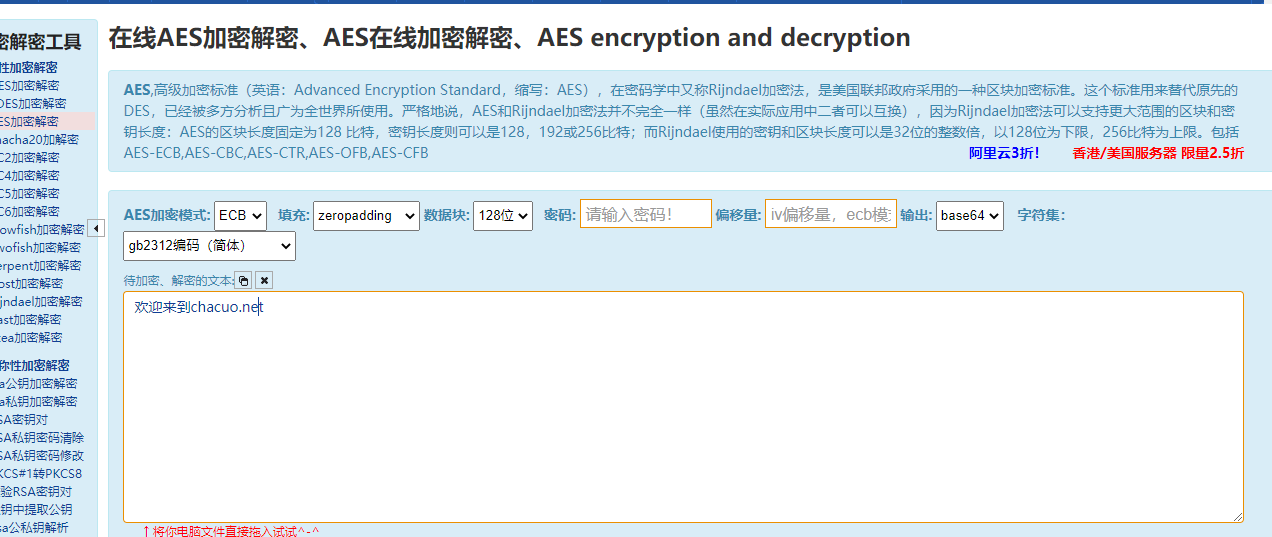 密解密工具
性加密解密
ES加密解密
DES加密解密
ES加密解密
hacha20加解密
C2加密解密
C4加密解密
C5加密解密
C6加密解密
owfish加密解密
wofish加密解密
erpent加密解密
ost加密解密
ijndael加密解密
ast加密解密
tea加密解密
称性加密解密
sa公钥加密解密
sa私钥加密解密
SA密钥对
SA私钥密码清除
SA私钥密码修改
KCS#1转PKCS8
验RSA密钥对
钥中提取公钥
sa公私钥解析
在线AES加密解密、AES在线加密解密、AES encryption and decryption
AES,高级加密标准（英语：Advanced Encryption Standard，缩写：AES），在密码学中又称Rijndael加密法，是美国联邦政府采用的一种区块加密标准。这个标准用来替代原先的
DES，已经被多方分析且广为全世界所使用。严格地说，AES和Rijndael加密法并不完全一样（虽然在实际应用中二者可以互换），因为Rijndael加密法可以支持更大范围的区块和密
钥长度：AES的区块长度固定为128 比特，密钥长度则可以是128，192或256比特；而Rijndael使用的密钥和区块长度可以是32位的整数倍，以128位为下限，256比特为上限。包括
AES-ECB,AES-CBC,AES-CTR,AES-OFB,AES-CFB 阿里云3折！ 香港/美国服务器 限量2.5折
AES加密模式: ECB 填充: zeropadding 数据块: 128位 密码: 请输入密码！ 偏移量: iv偏移量，ecb模 输出: base64 字符集:
gb2312编码（简体）
待加密、解密的文本:
欢迎来到chacuo.net
↑将你电脑文件直接拖入试试^-^